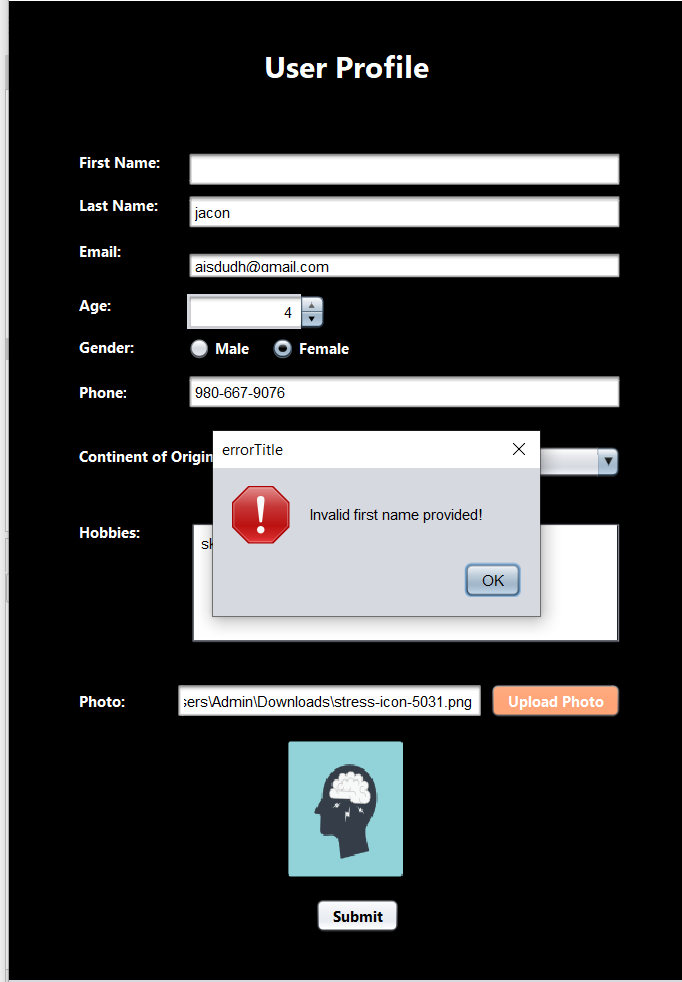 User Profile
First Name:
Last Name: jacon
Email: aisdudh@gmail.com
Age: 4
Gender: Male Female
Phone: 980-667-9076
errorTitle
Continent of Origin
Invalid first name provided!
Hobbies: sk
OK
Photo: sers\Admin\Downloads\stress-icon-5031.png Upload Photo
Submit